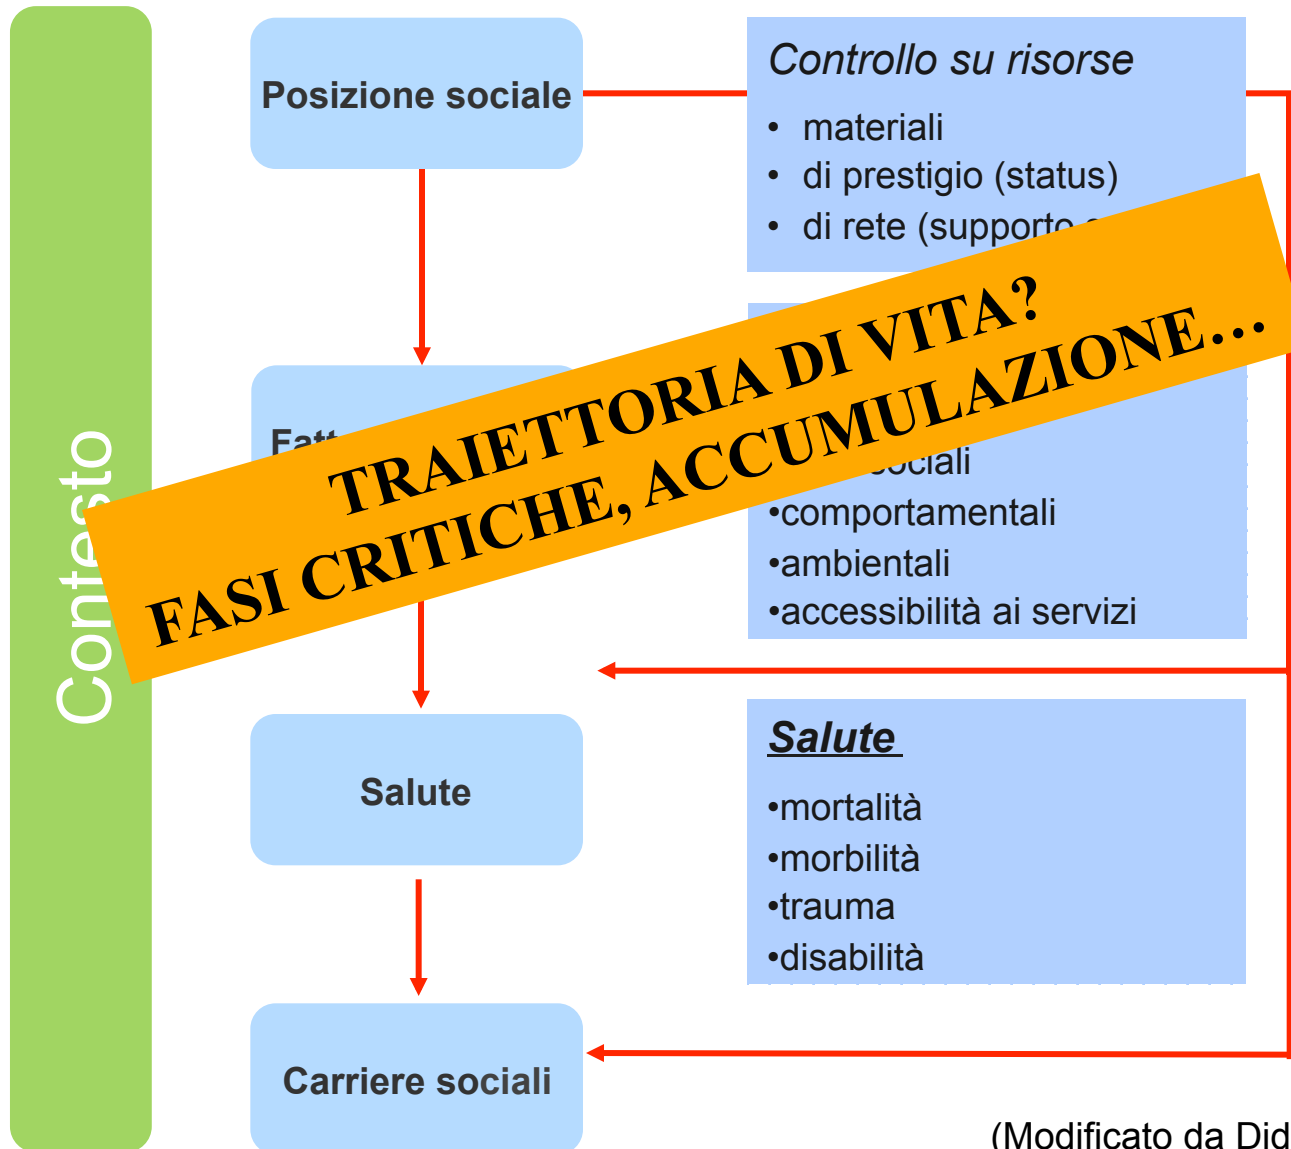 Contesto
Posizione sociale
Controllo su risorse
• materiali
• di prestigio (status)
• di rete (supporto
TRAIETTORIA DI VITA?
FASI CRITICHE, ACCUMULAZIONE…
•comportamentali
•ambientali
•accessibilità ai servizi
Salute
Salute
•mortalità
•morbilità
•trauma
•disabilità
Carriere sociali
(Modificato da